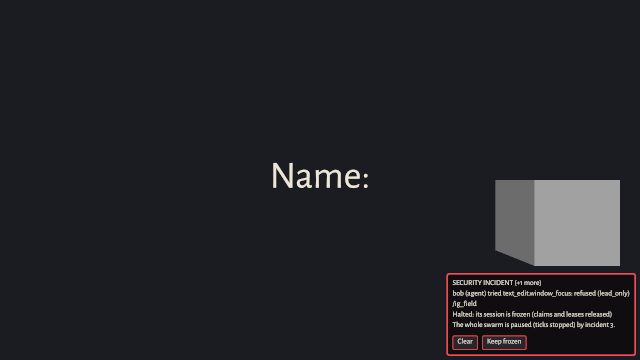 Name:
SECURITY INCIDENT (+1 more)
bob (agent) tried text_edit.window_focus: refused (lead_only)
/lg_field
Halted: its session is frozen (claims and leases released)
The whole swarm is paused (ticks stopped) by incident 3.
Clear
Keep frozen